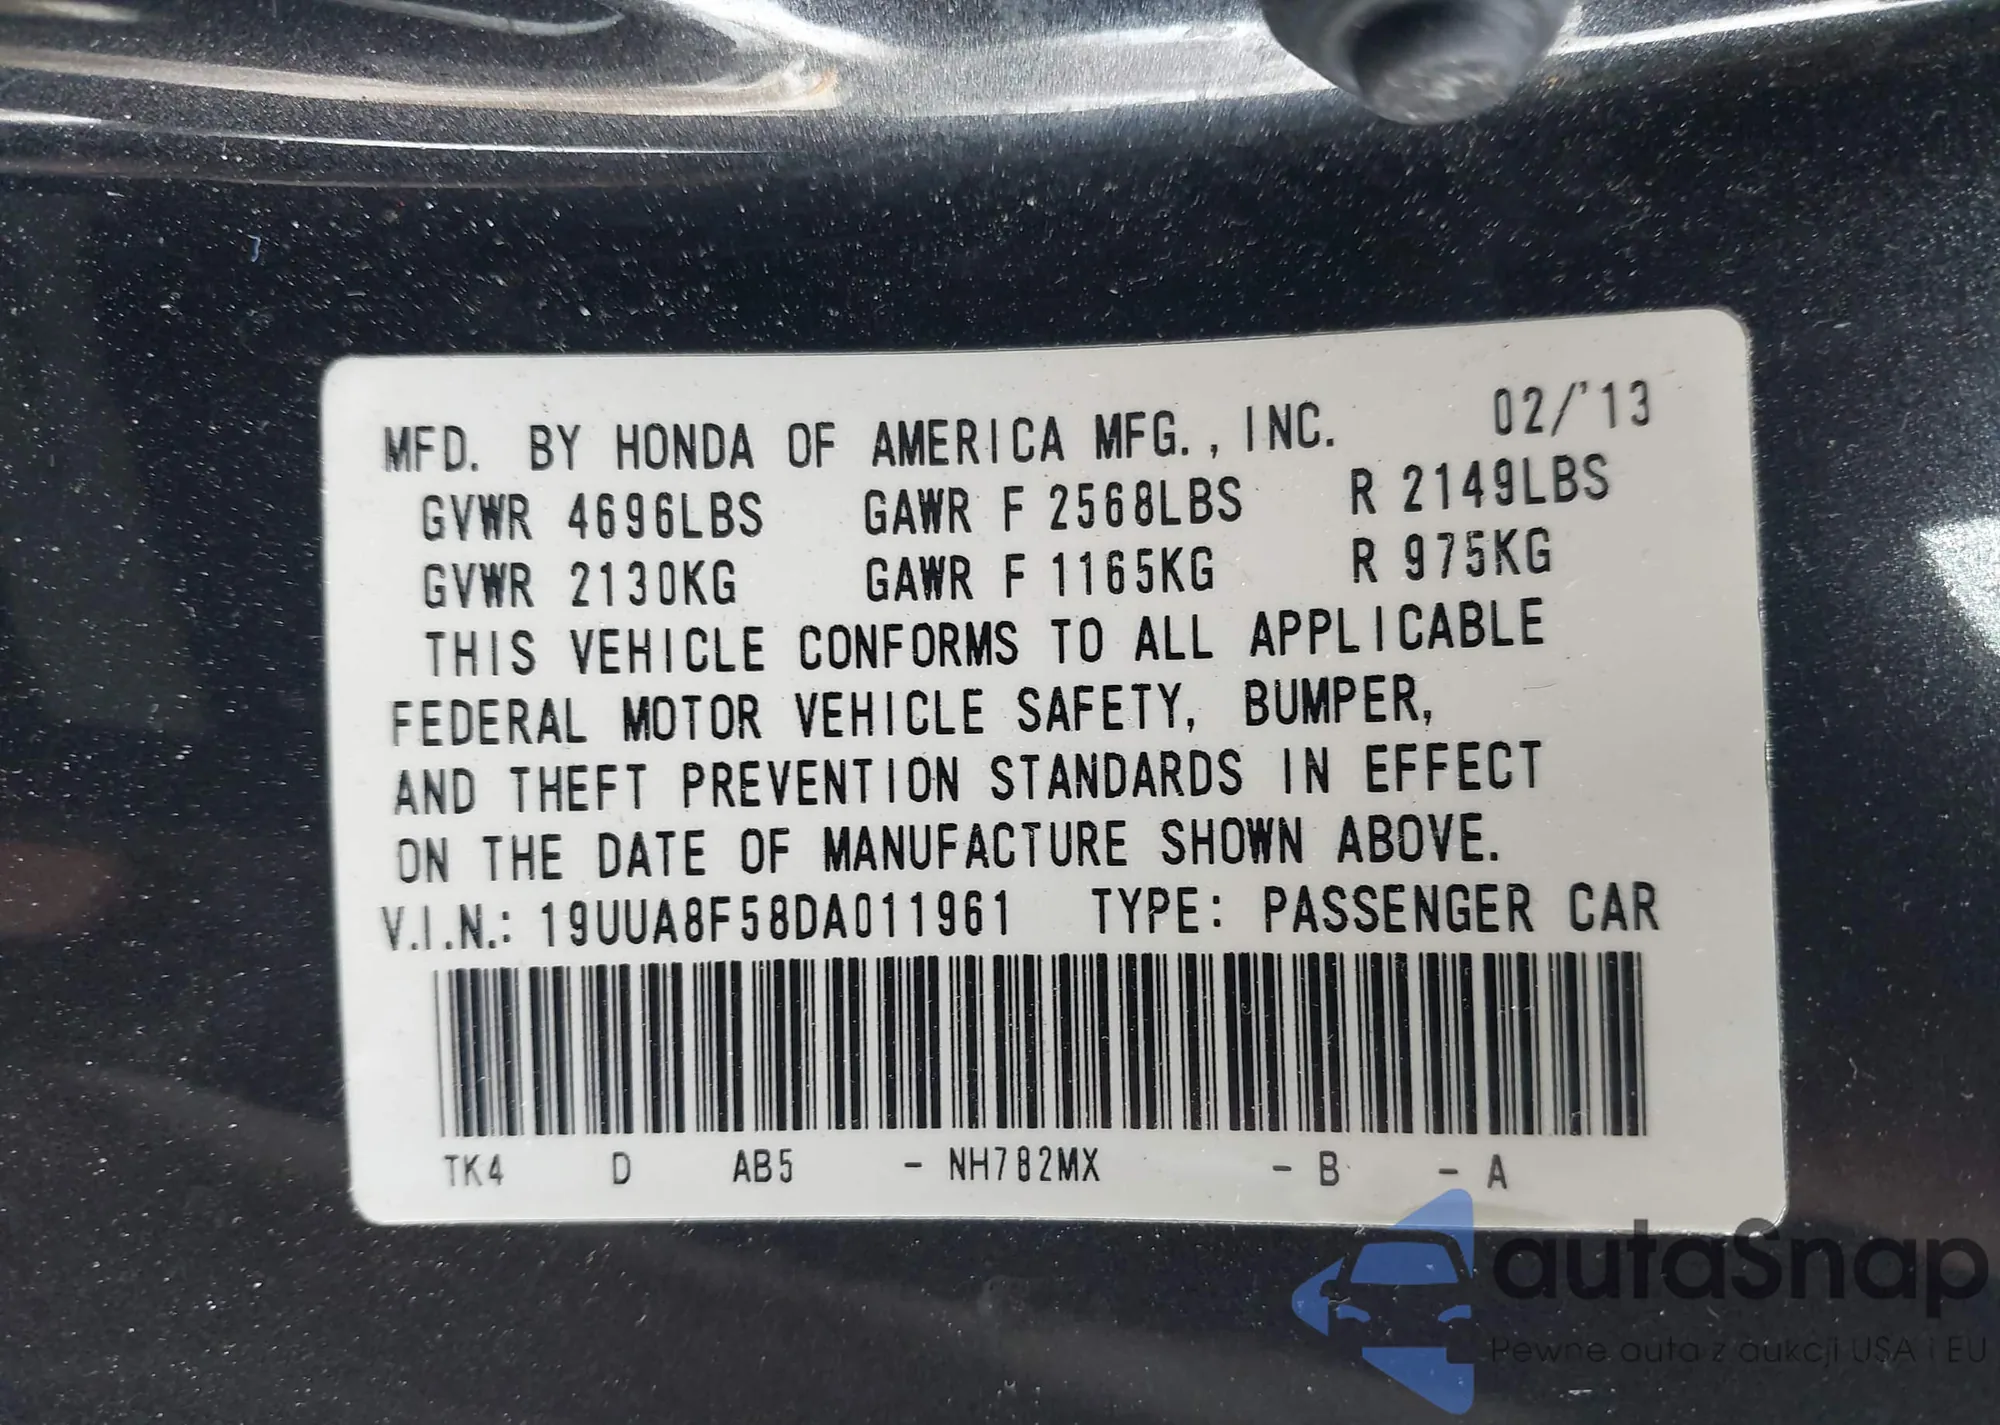 MFD. BY HONDA OF AMERICA MFG., INC. 02/'13
GVWR 4696LBS GAWR F 2568LBS R 2149LBS
GVWR 2130KG GAWR F 1165KG R 975KG
THIS VEHICLE CONFORMS TO ALL APPLICABLE
FEDERAL MOTOR VEHICLE SAFETY, BUMPER,
AND THEFT PREVENTION STANDARDS IN EFFECT
ON THE DATE OF MANUFACTURE SHOWN ABOVE.
V.I.N.: 19UUA8F58DA011961 TYPE: PASSENGER CAR
TK4 D AB5 - NH782MX - B - A
autaSnap
Pewne auta z aukcji USA i EU